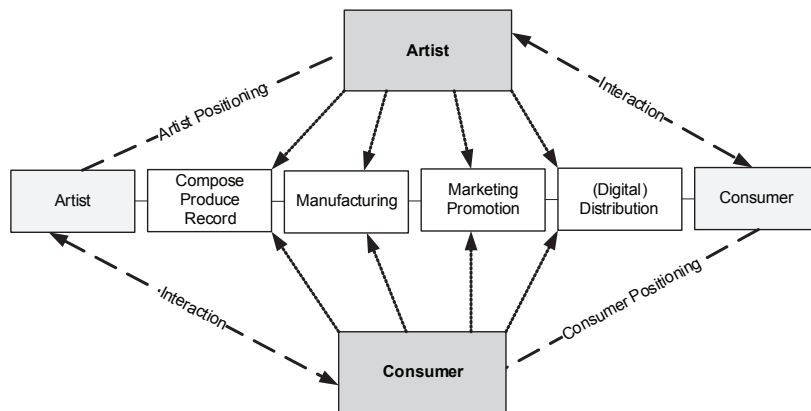 Artist
Artist Positioning
Interaction
Artist
Compose
Produce
Record
Manufacturing
Marketing
Promotion
(Digital)
Distribution
Consumer
Interaction
Consumer Positioning
Consumer